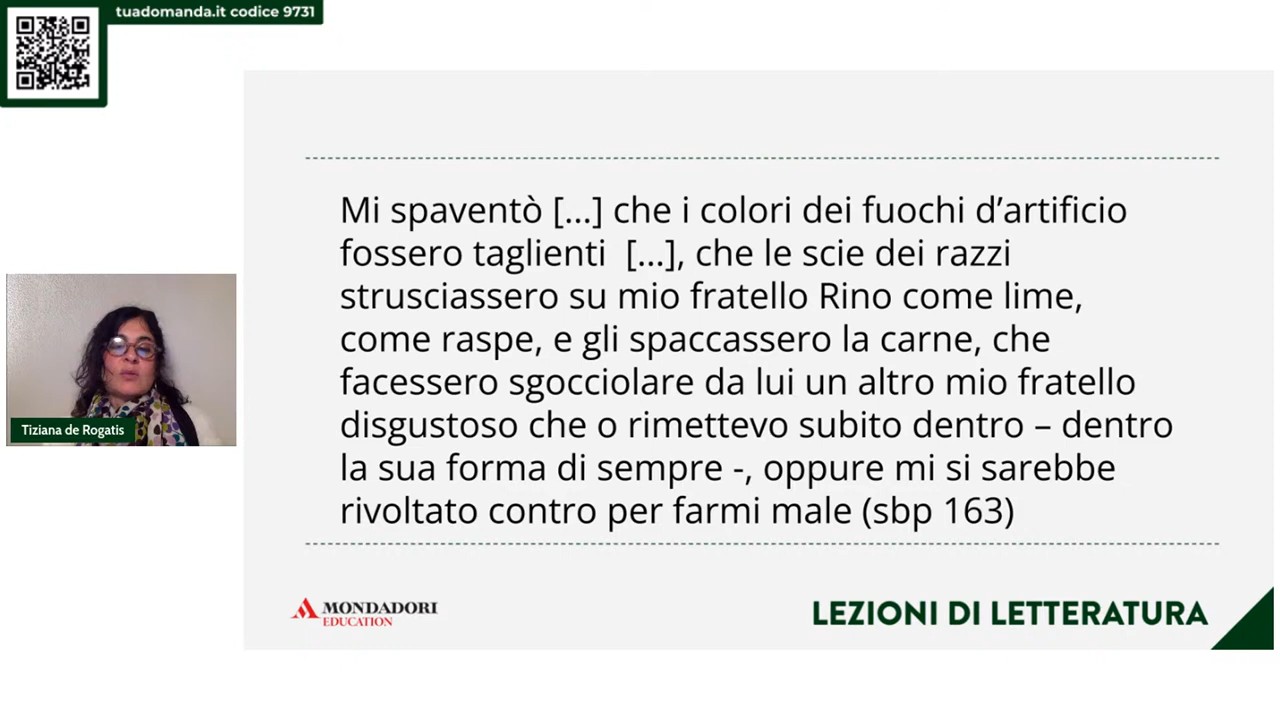 tuadomanda.it codice 9731
Mi spaventò [...] che i colori dei fuochi d’artificio
fossero taglienti  [...], che le scie dei razzi
strusciassero su mio fratello Rino come lime,
come raspe, e gli spaccassero la carne, che
facessero sgocciolare da lui un altro mio fratello
disgustoso che o rimettevo subito dentro – dentro
la sua forma di sempre -, oppure mi si sarebbe
rivoltato contro per farmi male (sbp 163)
Tiziana de Rogatis
MONDADORI
EDUCATION
LEZIONI DI LETTERATURA